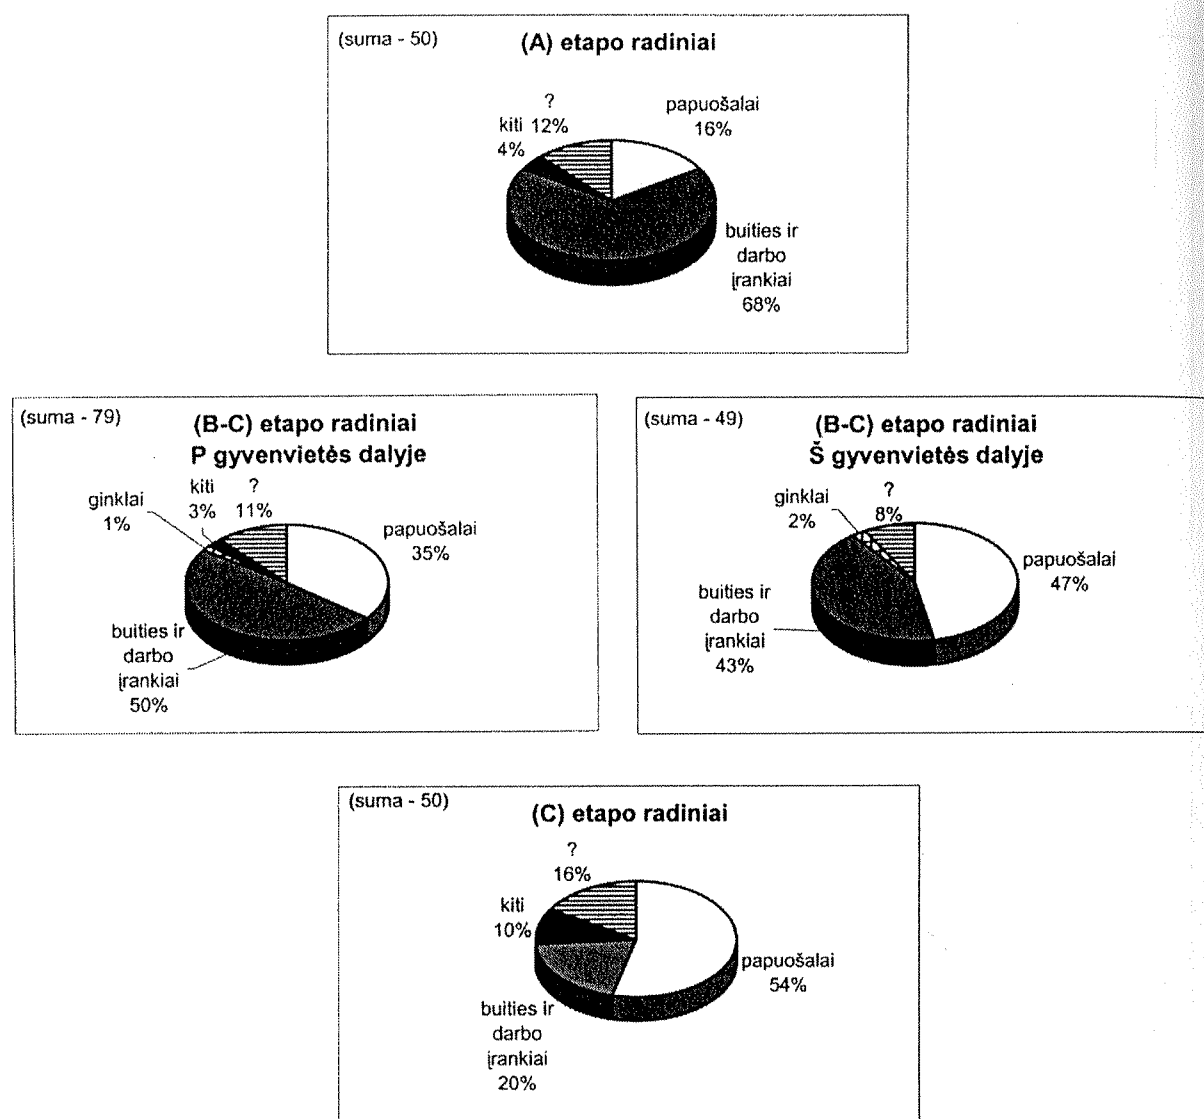 (suma - 50)
(A) etapo radiniai
?
12%
kiti
4%
papuošalai
16%
buities ir
darbo
įrankiai
68%
(suma - 79)
(B-C) etapo radiniai
P gyvenvietės dalyje
ginklai
1%
kiti
3%
?
11%
papuošalai
35%
buities ir
darbo
įrankiai
50%
(suma - 49)
(B-C) etapo radiniai
Š gyvenvietės dalyje
ginklai
2%
?
8%
papuošalai
47%
buities ir
darbo
įrankiai
43%
(suma - 50)
(C) etapo radiniai
?
16%
kiti
10%
papuošalai
54%
buities ir
darbo
įrankiai
20%